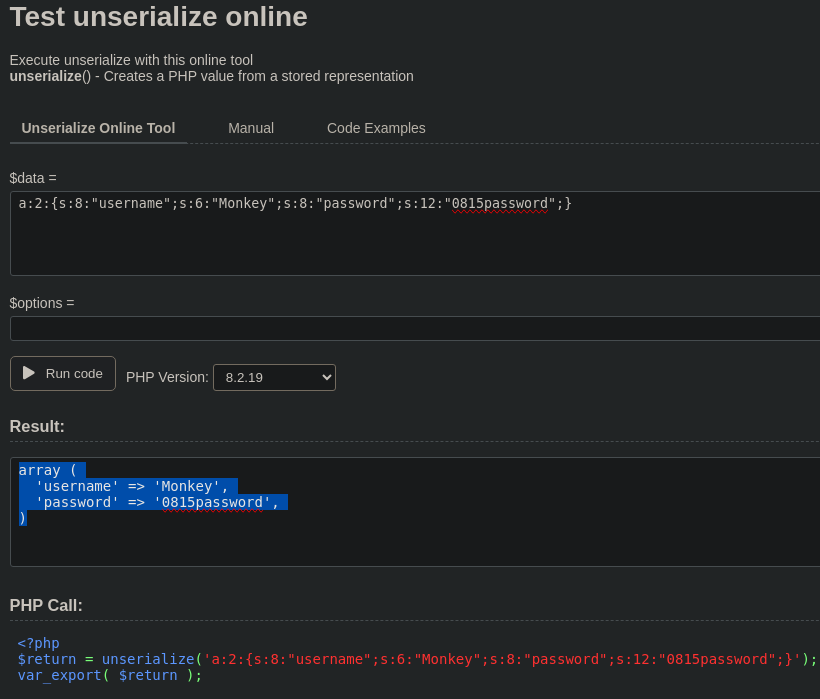 Test unserialize online
Execute unserialize with this online tool
unserialize() - Creates a PHP value from a stored representation
Unserialize Online Tool Manual Code Examples
$data =
a:2:{s:8:"username";s:6:"Monkey";s:8:"password";s:12:"0815password";}
$options =
Run code PHP Version: 8.2.19
Result:
array (
  'username' => 'Monkey',
  'password' => '0815password',
)
PHP Call:
<?php
$return = unserialize('a:2:{s:8:"username";s:6:"Monkey";s:8:"password";s:12:"0815password";}');
var_export( $return );